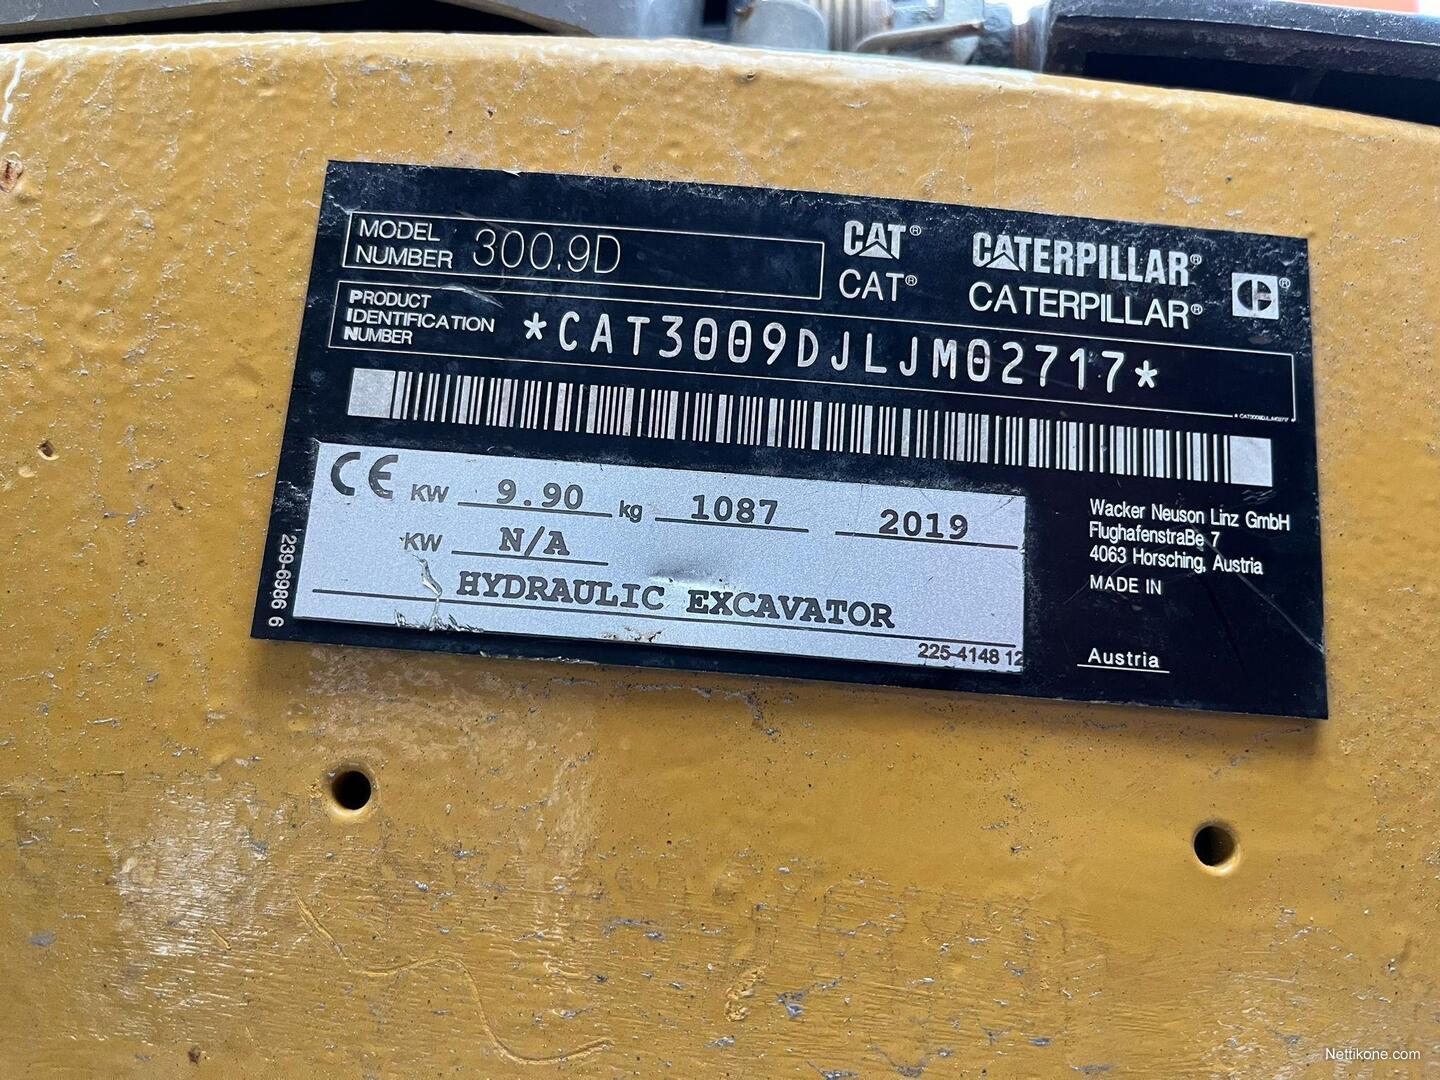 MODEL
NUMBER 300.9D
CAT®
CAT®
CATERPILLAR®
CATERPILLAR®
®
PRODUCT
IDENTIFICATION
NUMBER
*CAT3009DJLJM02717*
* CAT3009DJLJM02717
CE KW 9.90 kg 1087 2019
KW N/A
HYDRAULIC EXCAVATOR
225-4148 12
239-6986 6
Wacker Neuson Linz GmbH
FlughafenstraBe 7
4063 Horsching, Austria
MADE IN
Austria
Nettikone.com